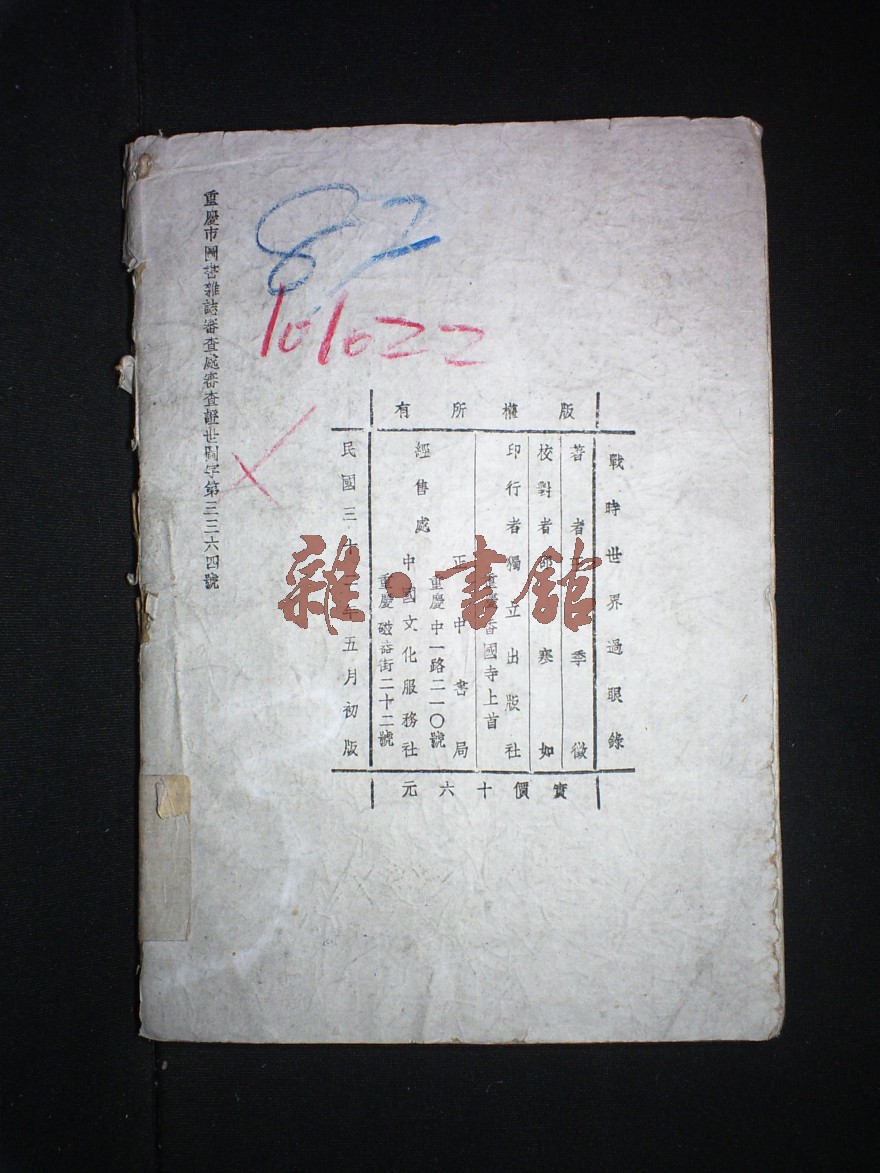 87
101022
版權所有
戰時世界過眼錄
著者 季徵
校對者 寒如
印行者獨立出版社
重慶香國寺上首
經售處
正中書局
重慶中一路二一〇號
中國文化服務社
重慶磁器街二十二號
民國三十 年五月初版
實價十六元
重慶市圖書雜誌審查處審查證世圖字第三三六四號
雜·書館